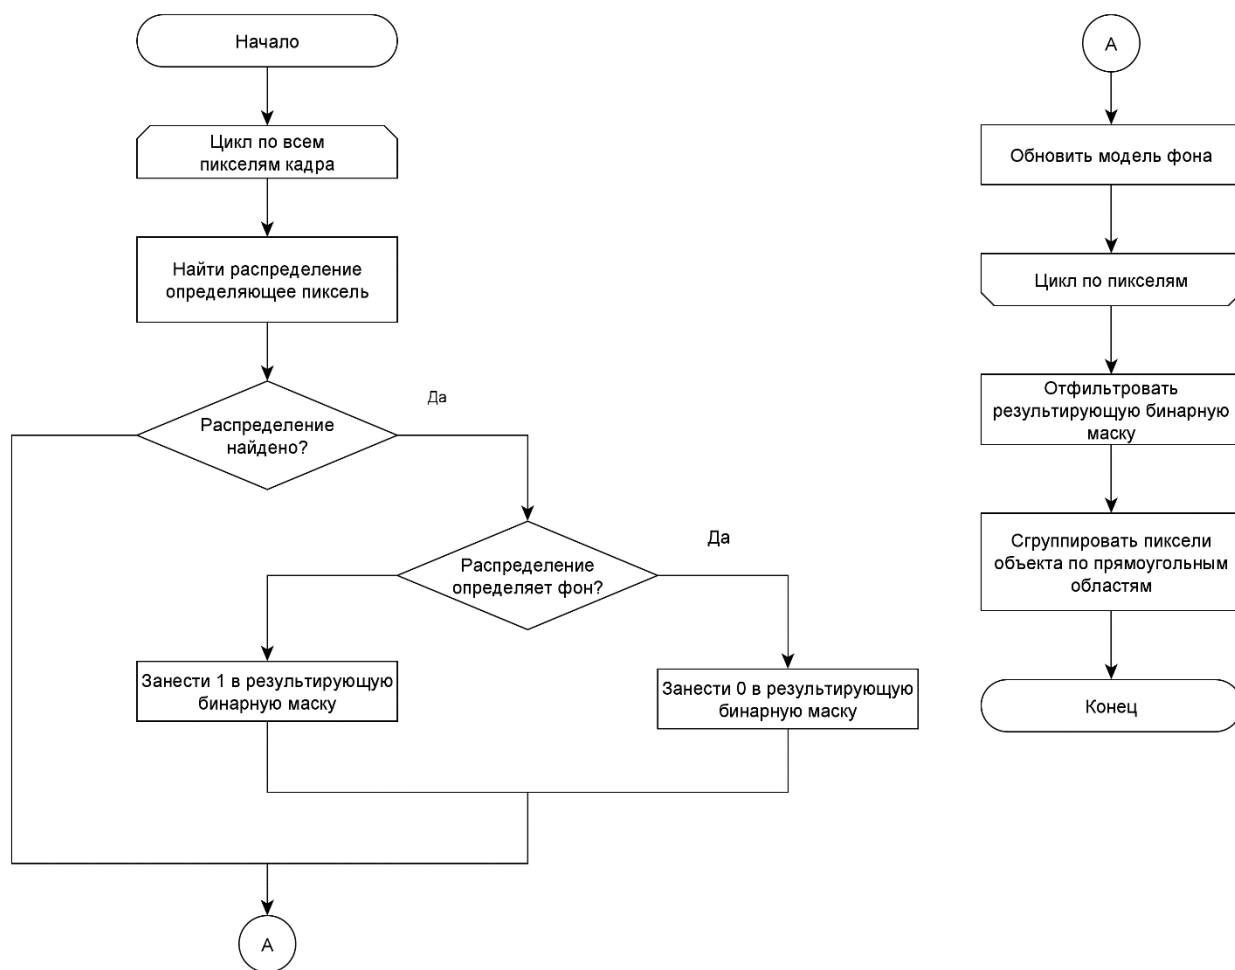 Начало
Цикл по всем
пикселям кадра
Найти распределение
определяющее пиксель
Да
Распределение
найдено?
Да
Распределение
определяет фон?
Занести 1 в результирующую
бинарную маску
Занести 0 в результирующую
бинарную маску
А
А
Обновить модель фона
Цикл по пикселям
Отфильтровать
результирующую бинарную
маску
Сгруппировать пиксели
объекта по прямоугольным
областям
Конец